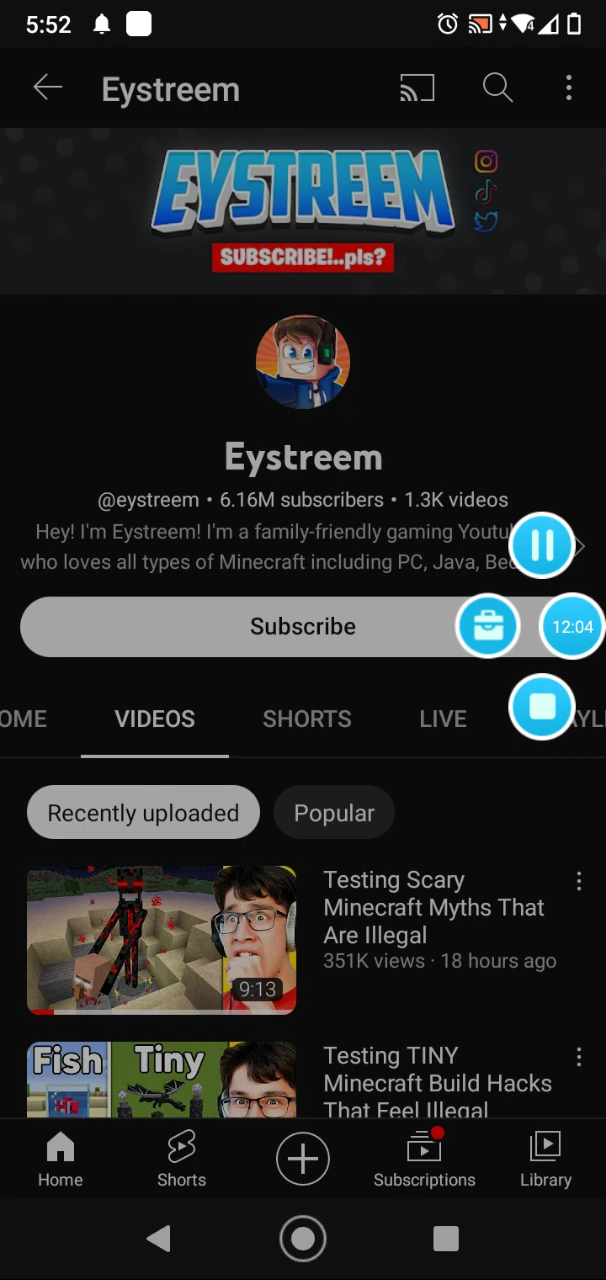 5:52
4
Eystreem
EYSTREEM
SUBSCRIBE!..pls?
Eystreem
@eystreem • 6.16M subscribers • 1.3K videos
Hey! I'm Eystreem! I'm a family-friendly gaming Youtu
who loves all types of Minecraft including PC, Java, Be
Subscribe
12:04
OME
VIDEOS
SHORTS
LIVE
AYLI
Recently uploaded
Popular
Testing Scary
Minecraft Myths That
Are Illegal
351K views · 18 hours ago
9:13
Fish
Tiny
Testing TINY
Minecraft Build Hacks
That Feel Illegal
Home
Shorts
Subscriptions
Library